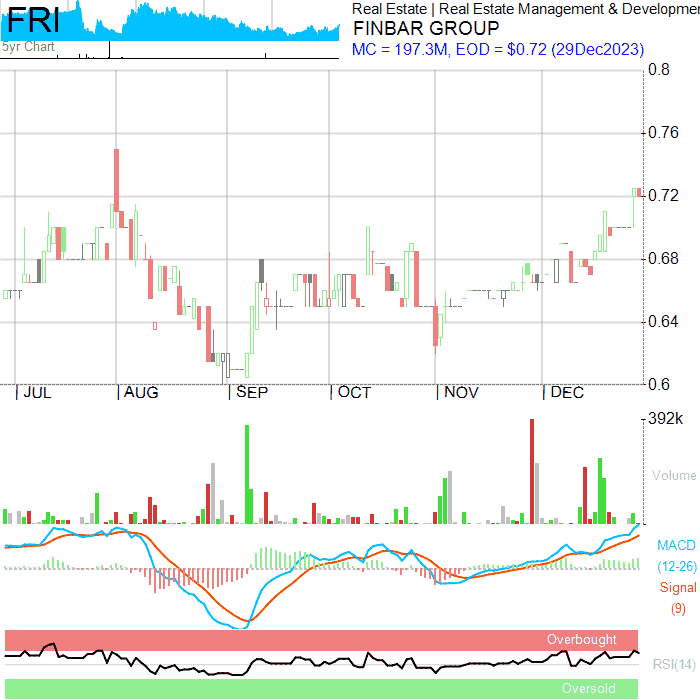 FRI
5yr Chart
Real Estate | Real Estate Management & Developmen
FINBAR GROUP
MC = 197.3M, EOD = $0.72 (29Dec2023)
0.8
0.76
0.72
0.68
0.64
0.6
| JUL | AUG | SEP | OCT | NOV | DEC
392k
Volume
MACD
(12-26)
Signal
(9)
Overbought
RSI(14)
Oversold